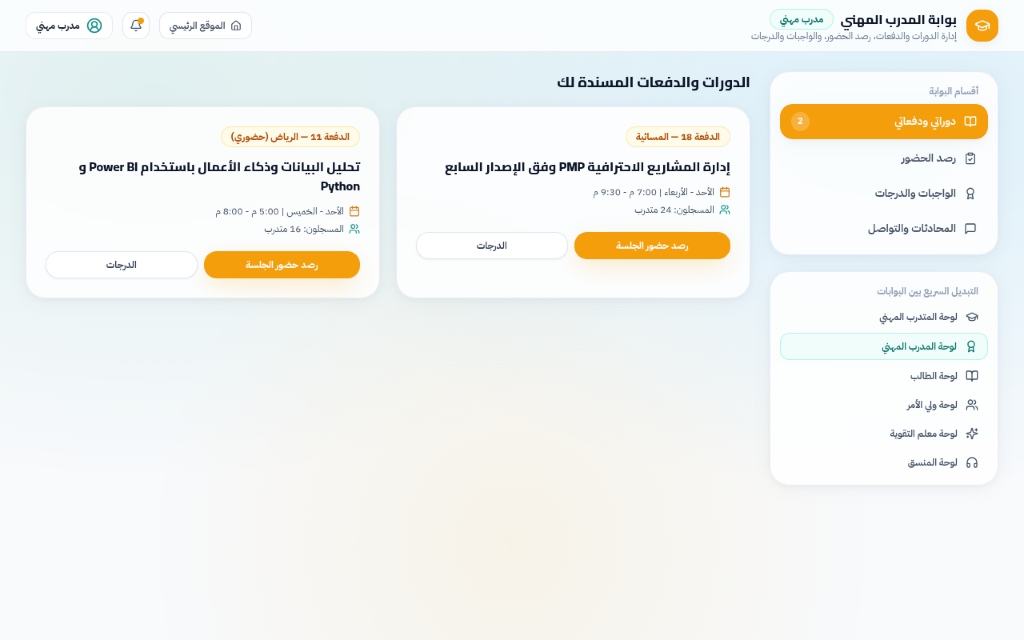 بوابة المدرب المهني
مدرب مهني
إدارة الدورات والدفعات، رصد الحضور، والواجبات والدرجات
الموقع الرئيسي
مدرب مهني
أقسام البوابة
دوراتي ودفعاتي
2
رصد الحضور
الواجبات والدرجات
المحادثات والتواصل
التبديل السريع بين البوابات
لوحة المتدرب المهني
لوحة المدرب المهني
لوحة الطالب
لوحة ولي الأمر
لوحة معلم التقوية
لوحة المنسق
الدورات والدفعات المسندة لك
الدفعة 18 — المسائية
إدارة المشاريع الاحترافية PMP وفق الإصدار السابع
الأحد - الأربعاء | 7:00 م - 9:30 م
المسجلون: 24 متدرب
رصد حضور الجلسة
الدرجات
الدفعة 11 — الرياض (حضوري)
تحليل البيانات وذكاء الأعمال باستخدام Power BI و
Python
الأحد - الخميس | 5:00 م - 8:00 م
المسجلون: 16 متدرب
رصد حضور الجلسة
الدرجات